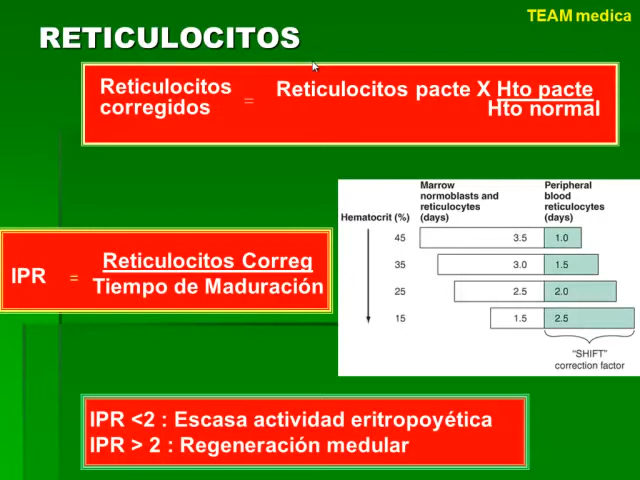 TEAM medica
RETICULOCITOS
Reticulocitos corregidos = Reticulocitos pacte X Hto pacte
Hto normal
IPR = Reticulocitos Correg
Tiempo de Maduración
Marrow normoblasts and reticulocytes (days)
Peripheral blood reticulocytes (days)
Hematocrit (%)
45 3.5 1.0
35 3.0 1.5
25 2.5 2.0
15 1.5 2.5
“SHIFT”
correction factor
IPR <2 : Escasa actividad eritropoyética
IPR > 2 : Regeneración medular